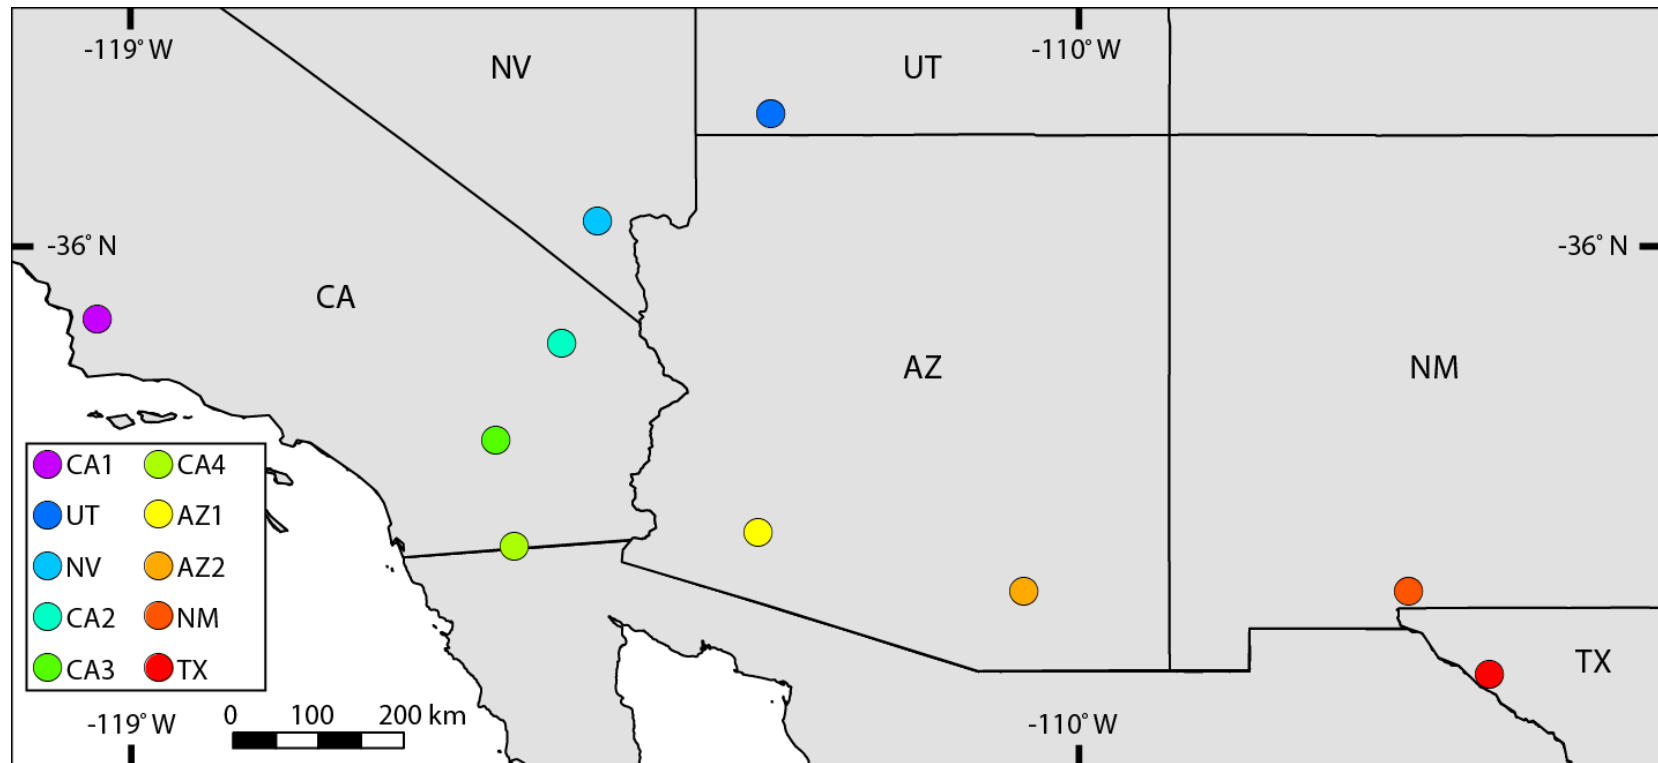 -119° W
-110° W
NV
UT
-36° N
-36° N
CA
AZ
NM
CA1
CA4
UT
AZ1
NV
AZ2
CA2
NM
CA3
TX
TX
0 100 200 km
-119° W
-110° W